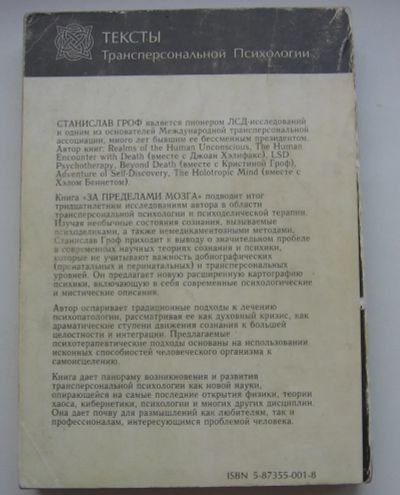 ТЕКСТЫ
Трансперсональной Психологии
СТАНИСЛАВ ГРОФ является пионером ЛСД-исследований
и одним из основателей Международной трансперсональной
ассоциации, много лет бывшим ее бессменным президентом.
Автор книг: Realms of the Human Unconscious, The Human
Encounter with Death (вместе с Джоан Хэлифакс), LSD
Psychotherapy, Beyond Death (вместе с Кристиной Гроф),
Adventure of Self-Discovery, The Holotropic Mind (вместе с
Хэлом Беннетом).
Книга «ЗА ПРЕДЕЛАМИ МОЗГА» подводит итог
тридцатилетним исследованиям автора в области
трансперсональной психологии и психоделической терапии.
Изучая необычные состояния сознания, вызываемые
психоделиками, а также немедикаментозными методами,
Станислав Гроф приходит к выводу о значительном пробеле
в современных научных теориях сознания и психики,
которые не учитывают важность добиографических
(пренатальных и перинатальных) и трансперсональных
уровней. Он предлагает новую расширенную картографию
психики, включающую в себя современные психологические
и мистические описания.
Автор оспаривает традиционные подходы к лечению
психопатологии, рассматривая ее как духовный кризис, как
драматические ступени движения сознания к большей
целостности и интеграции. Предлагаемые
психотерапевтические подходы основаны на использовании
исконных способностей человеческого организма к
самоисцелению.
Книга дает панораму возникновения и развития
трансперсональной психологии как новой науки,
опирающейся на самые последние открытия физики, теории
хаоса, кибернетики, психологии и многих других дисциплин.
Она дает почву для размышлений как любителям, так и
профессионалам, интересующимся проблемой человека.
ISBN 5-87355-001-8